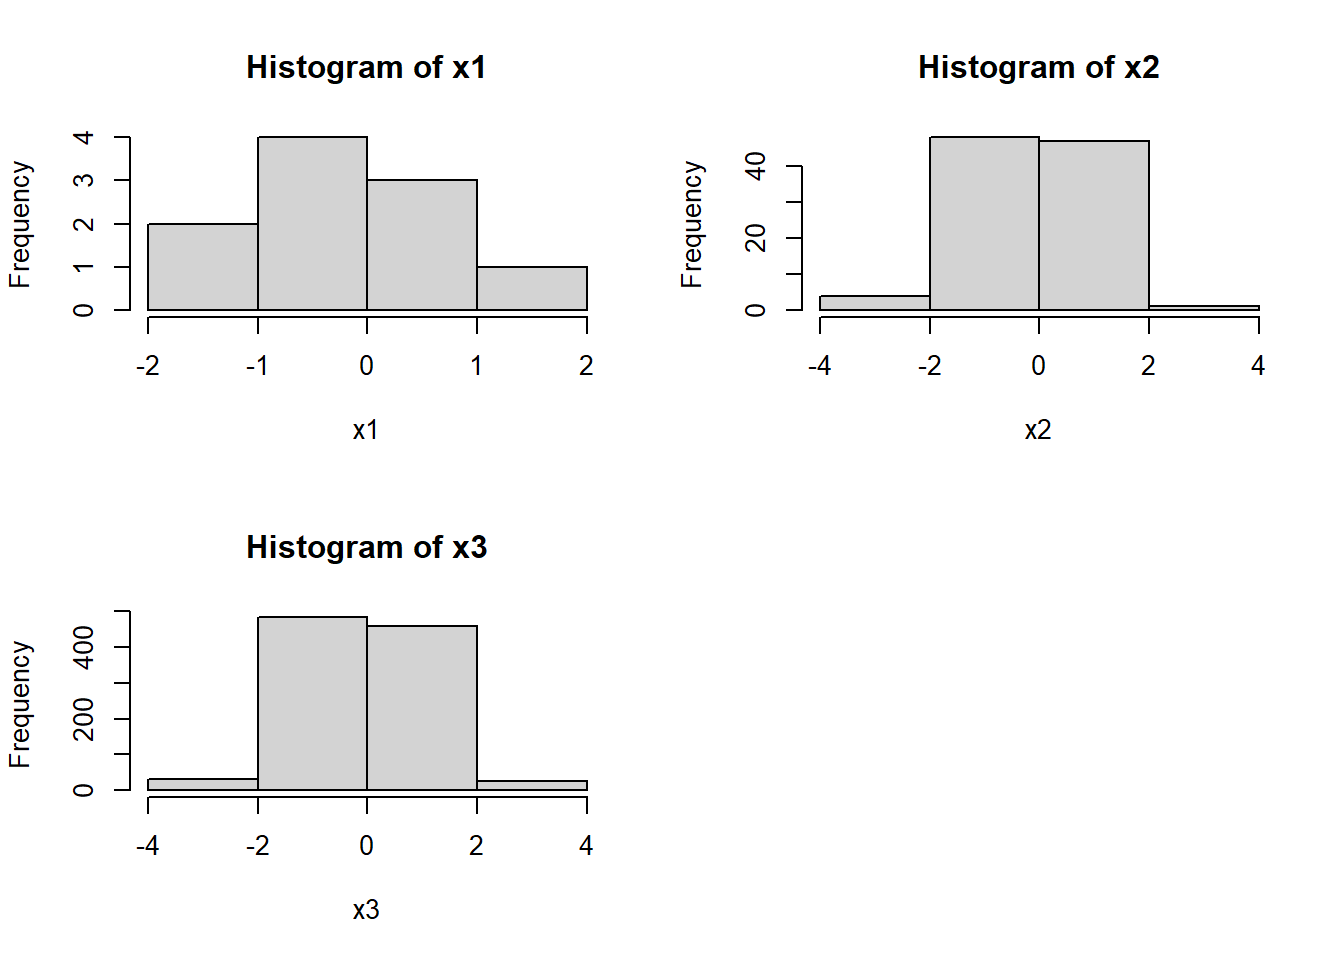 Histogram of x1
Frequency
4
3
2
1
0
-2 -1 0 1 2
x1
Histogram of x2
Frequency
40
20
0
-4 -2 0 2 4
x2
Histogram of x3
Frequency
400
200
0
-4 -2 0 2 4
x3